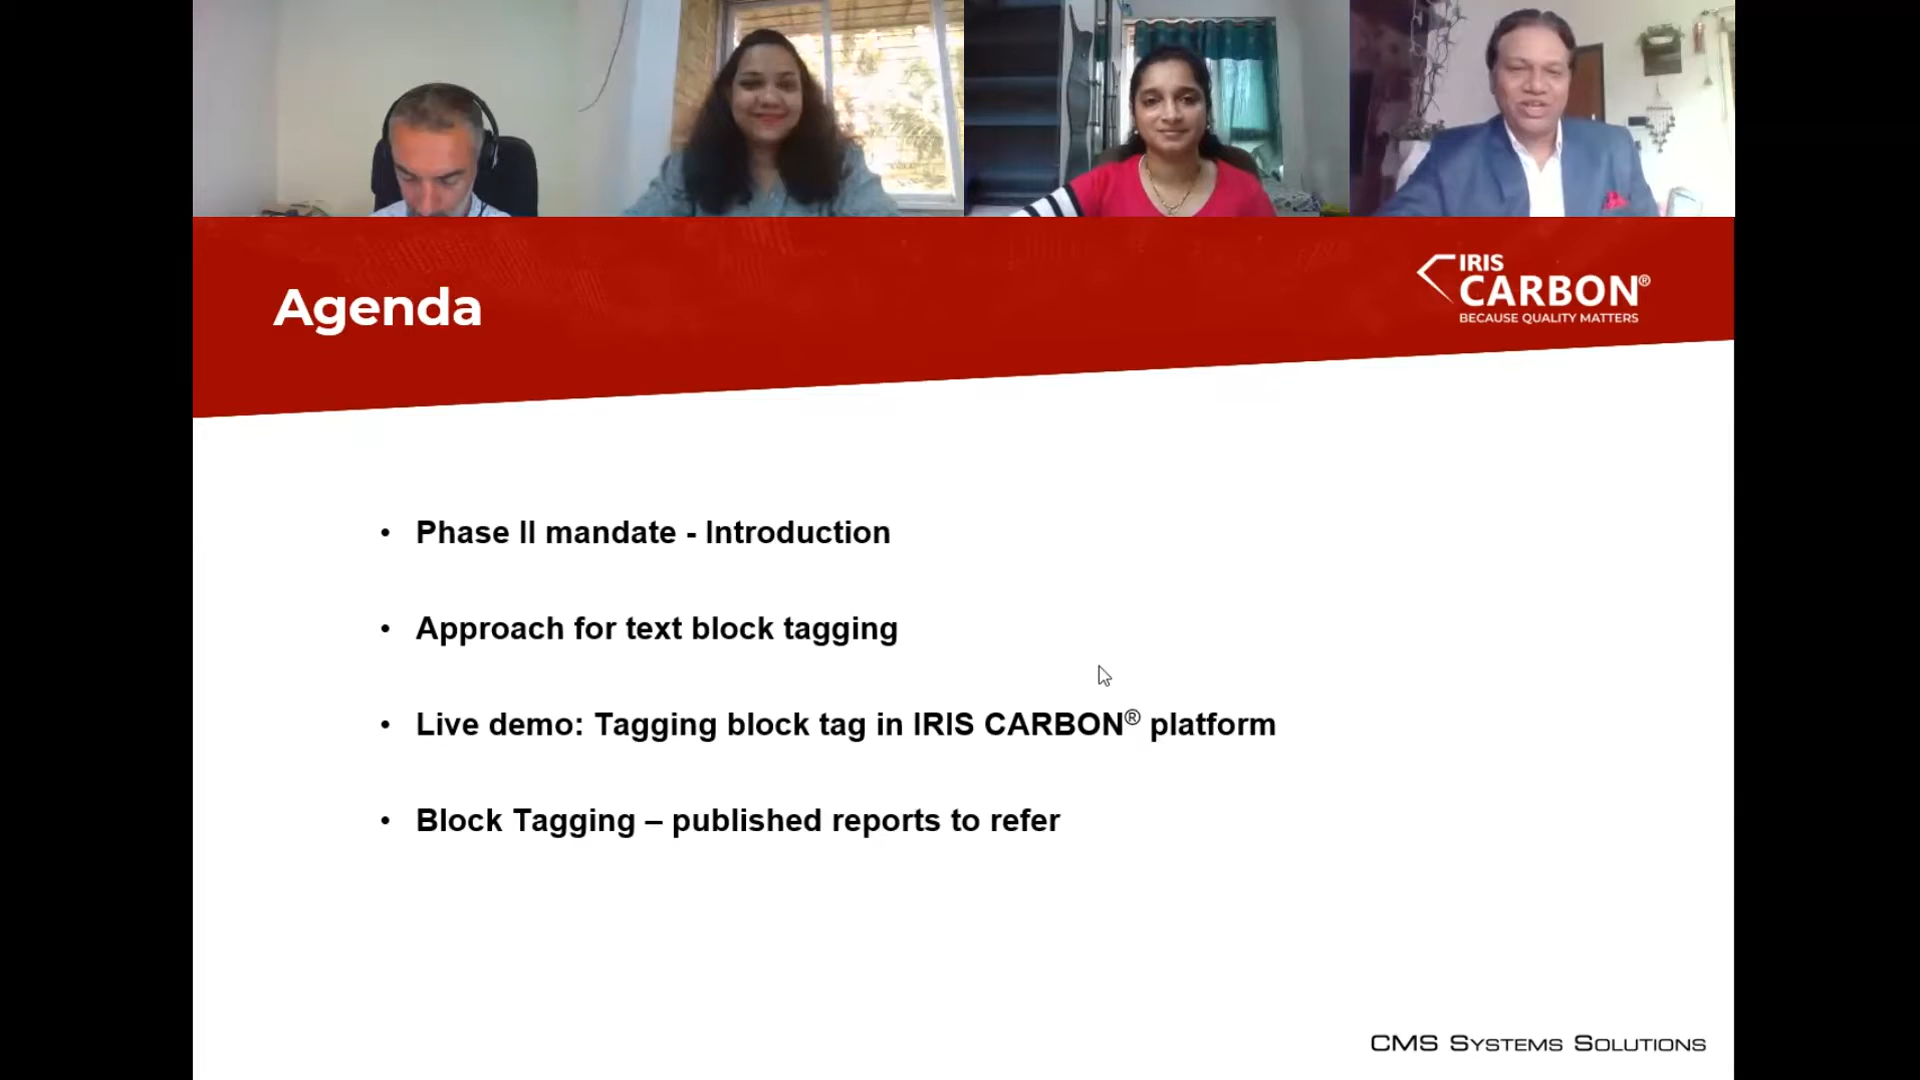 Agenda
IRIS
CARBON®
BECAUSE QUALITY MATTERS
• Phase II mandate - Introduction
• Approach for text block tagging
• Live demo: Tagging block tag in IRIS CARBON® platform
• Block Tagging – published reports to refer
CMS SYSTEMS SOLUTIONS